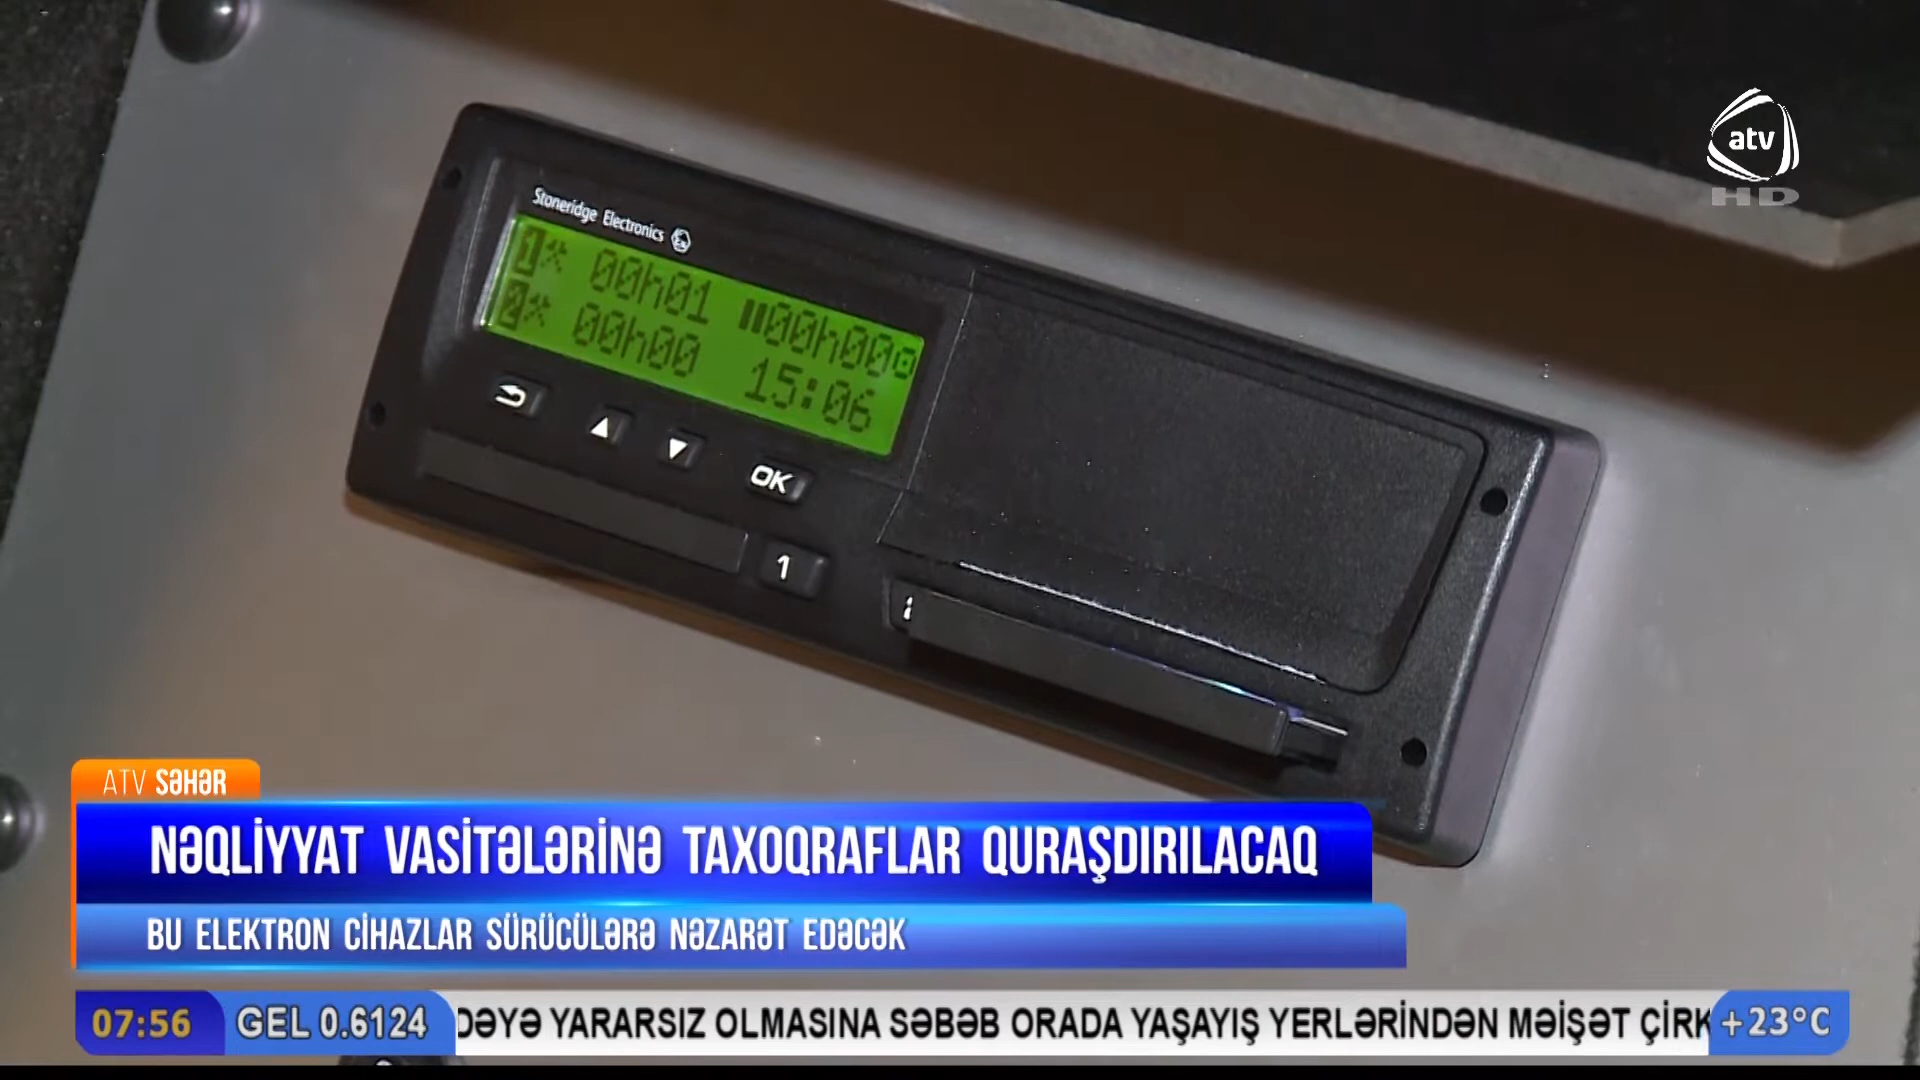 atv
HD
Stoneridge Electronics
1 00h01 00h00
2 00h00 15:06
OK
1
ATV SƏHƏR
NƏQLİYYAT VASİTƏLƏRİNƏ TAXOQRAFLAR QURAŞDIRILACAQ
BU ELEKTRON CİHAZLAR SÜRÜCÜLƏRƏ NƏZARƏT EDƏCƏK
07:56 GEL 0.6124 DƏYƏ YARARSIZ OLMASINA SƏBƏB ORADA YAŞAYIŞ YERLƏRİNDƏN MƏİŞƏT ÇİRK +23°C